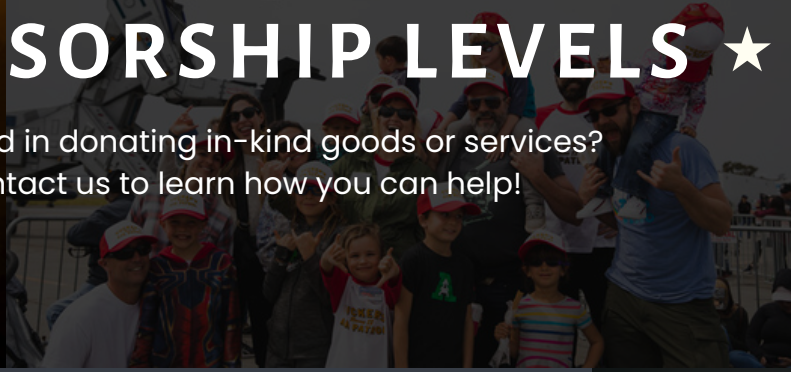 SORSHIP LEVELS
d in donating in-kind goods or services?
ntact us to learn how you can help!
A